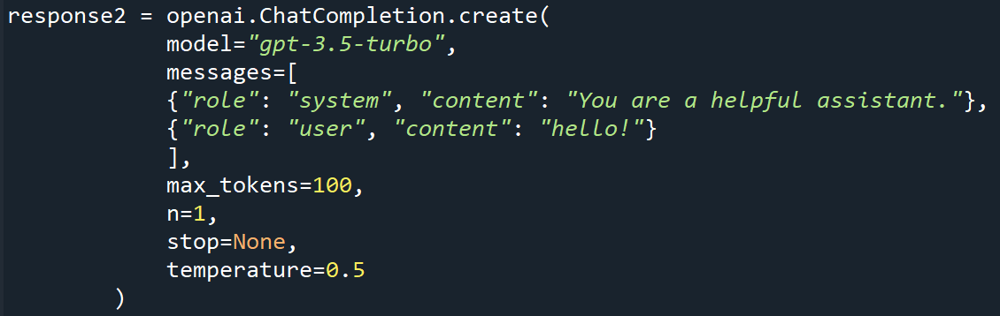 response2 = openai.ChatCompletion.create(
model="gpt-3.5-turbo",
messages=[
{"role": "system", "content": "You are a helpful assistant."},
{"role": "user", "content": "hello!"}
],
max_tokens=100,
n=1,
stop=None,
temperature=0.5
)